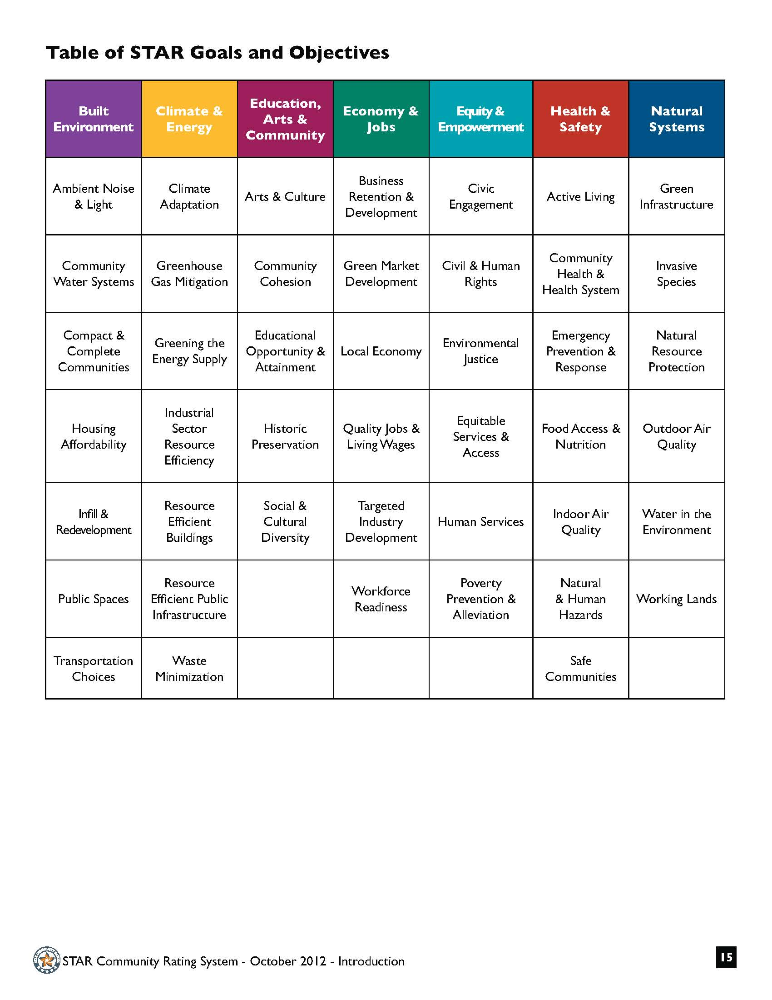 Table of STAR Goals and Objectives
Built
Environment
Climate &
Energy
Education,
Arts &
Community
Economy &
Jobs
Equity &
Empowerment
Health &
Safety
Natural
Systems
Ambient Noise
& Light
Climate
Adaptation
Arts & Culture
Business
Retention &
Development
Civic
Engagement
Active Living
Green
Infrastructure
Community
Water Systems
Greenhouse
Gas Mitigation
Community
Cohesion
Green Market
Development
Civil & Human
Rights
Community
Health &
Health System
Invasive
Species
Compact &
Complete
Communities
Greening the
Energy Supply
Educational
Opportunity &
Attainment
Local Economy
Environmental
Justice
Emergency
Prevention &
Response
Natural
Resource
Protection
Housing
Affordability
Industrial
Sector
Resource
Efficiency
Historic
Preservation
Quality Jobs &
Living Wages
Equitable
Services &
Access
Food Access &
Nutrition
Outdoor Air
Quality
Infill &
Redevelopment
Resource
Efficient
Buildings
Social &
Cultural
Diversity
Targeted
Industry
Development
Human Services
Indoor Air
Quality
Water in the
Environment
Public Spaces
Resource
Efficient Public
Infrastructure
Workforce
Readiness
Poverty
Prevention &
Alleviation
Natural
& Human
Hazards
Working Lands
Transportation
Choices
Waste
Minimization
Safe
Communities
STAR Community Rating System - October 2012 - Introduction
15